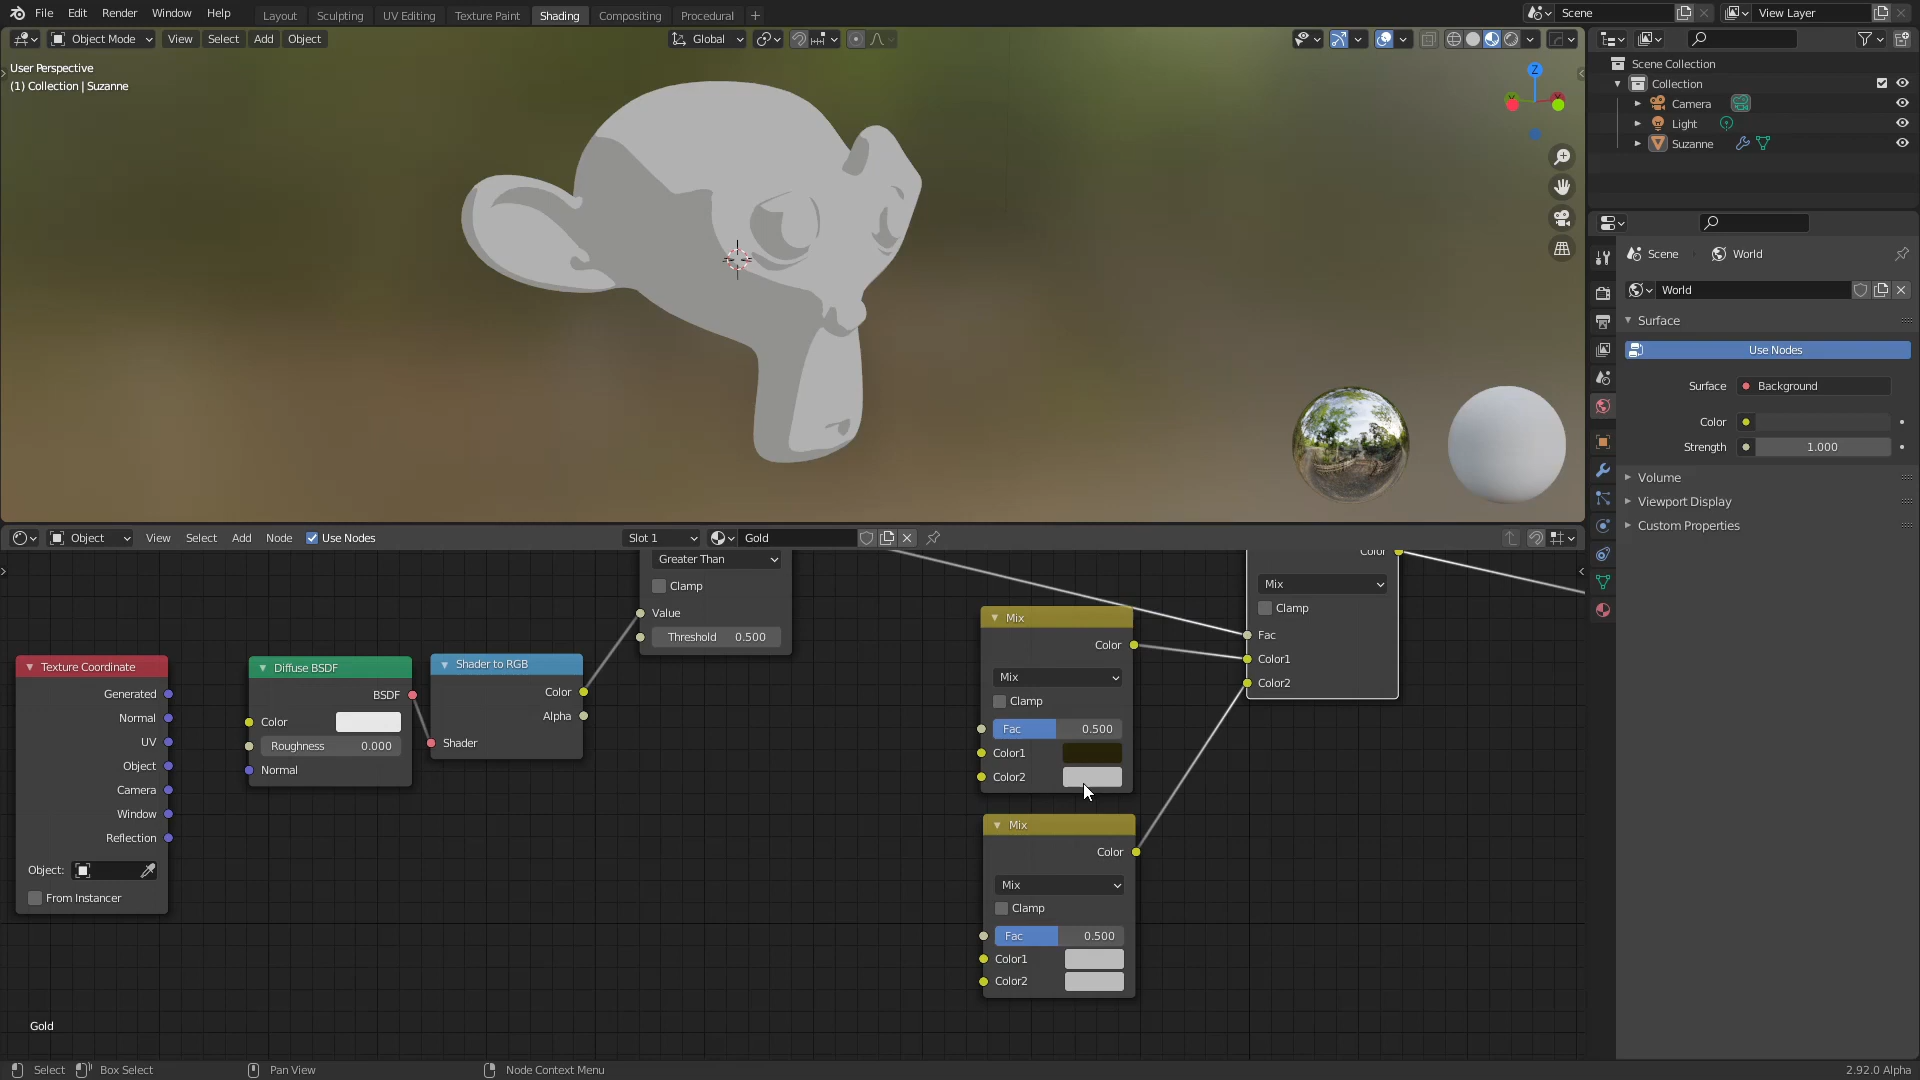 File Edit Render Window Help
Layout Sculpting UV Editing Texture Paint Shading Compositing Procedural +
Scene
View Layer
Object Mode View Select Add Object
Global
User Perspective
(1) Collection | Suzanne
Z
Scene Collection
Collection
Camera
Light
Suzanne
Scene World
World
Surface
Use Nodes
Surface Background
Color
Strength 1.000
Volume
Viewport Display
Custom Properties
Object View Select Add Node Use Nodes
Slot 1
Gold
Greater Than
Clamp
Value
Threshold 0.500
Texture Coordinate
Generated
Normal
UV
Object
Camera
Window
Reflection
Object:
From Instancer
Diffuse BSDF
BSDF
Color
Roughness 0.000
Normal
Shader to RGB
Color
Alpha
Shader
Mix
Color
Mix
Clamp
Fac 0.500
Color1
Color2
Mix
Color
Mix
Clamp
Fac 0.500
Color1
Color2
Color
Mix
Clamp
Fac
Color1
Color2
Gold
Select Box Select Pan View Node Context Menu
2.92.0 Alpha